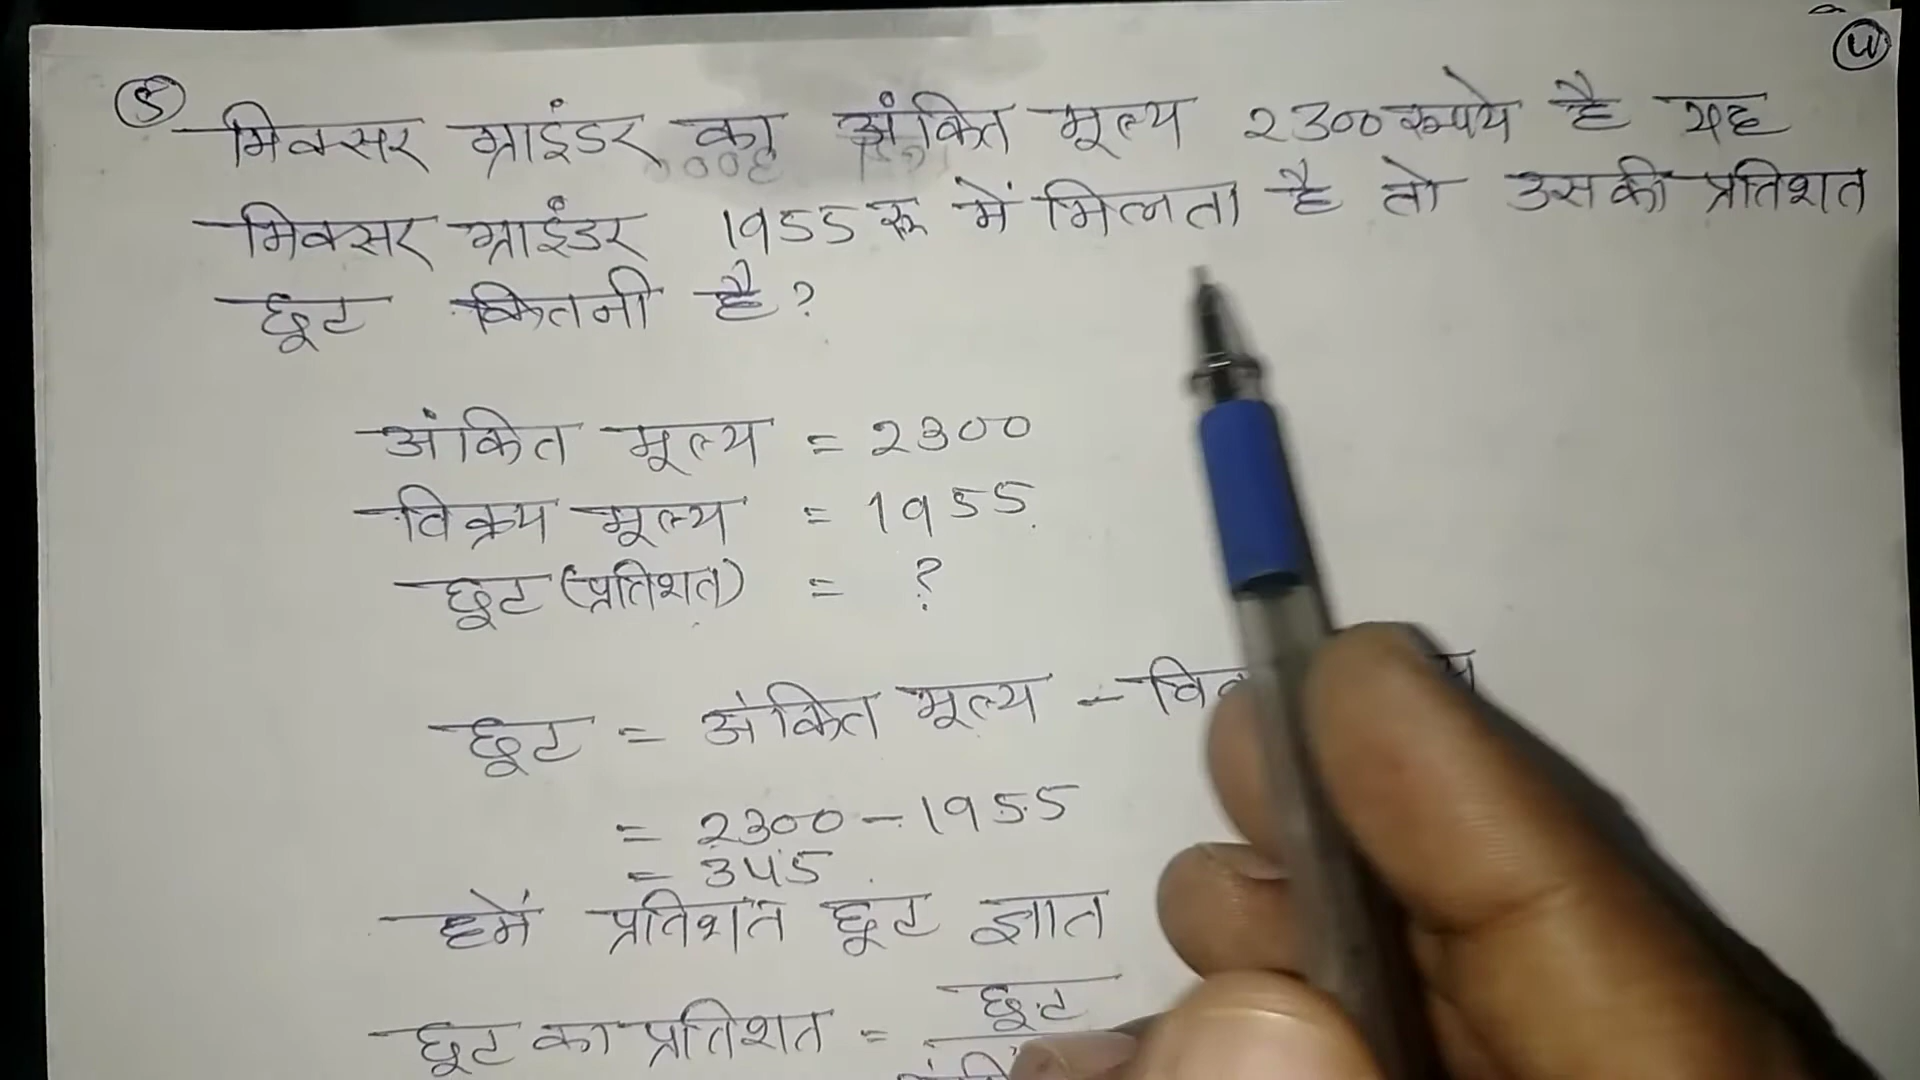 4
5 मिक्सर ग्राइंडर का अंकित मूल्य 2300 रूपये है यह
मिक्सर ग्राईंडर 1955 रू में मिलता है तो उसकी प्रतिशत
छूट कितनी है?
अंकित मूल्य = 2300
विक्रय मूल्य = 1955
छूट (प्रतिशत) = ?
छूट = अंकित मूल्य -
= 2300 - 1955
= 345
हमें प्रतिशत छूट ज्ञात
छूट का प्रतिशत = छूट